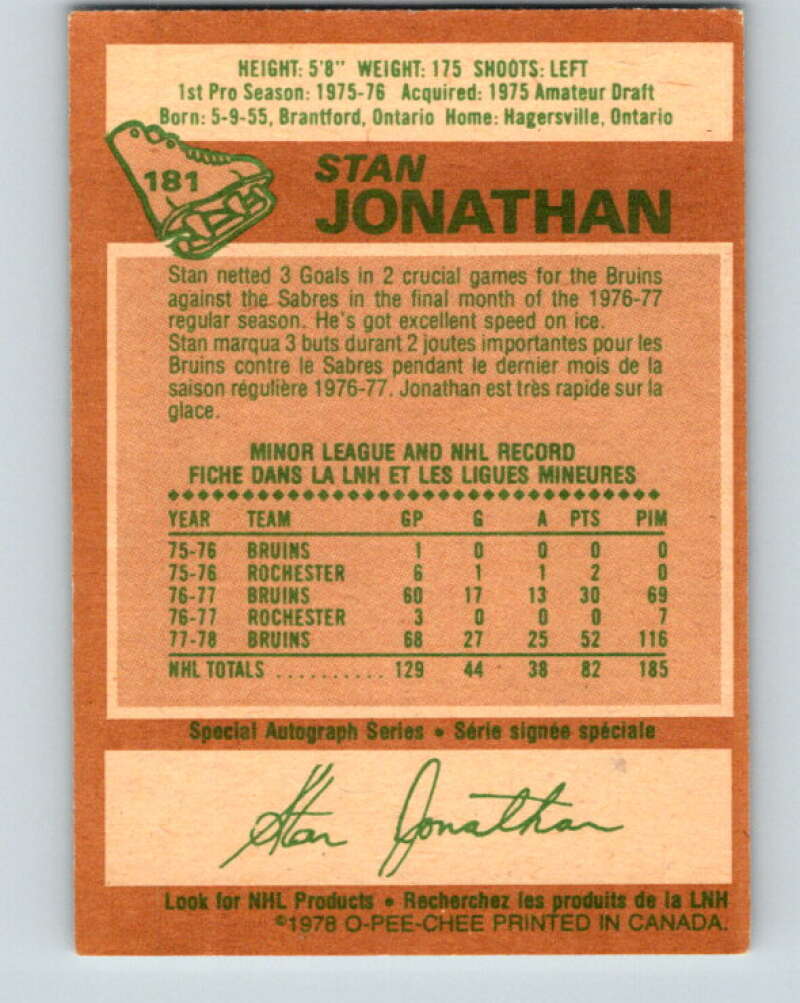 HEIGHT: 5'8" WEIGHT: 175 SHOOTS: LEFT
1st Pro Season: 1975-76 Acquired: 1975 Amateur Draft
Born: 5-9-55, Brantford, Ontario Home: Hagersville, Ontario
181
STAN
JONATHAN
Stan netted 3 Goals in 2 crucial games for the Bruins
against the Sabres in the final month of the 1976-77
regular season. He's got excellent speed on ice.
Stan marqua 3 buts durant 2 joutes importantes pour les
Bruins contre le Sabres pendant le dernier mois de la
saison régulière 1976-77. Jonathan est très rapide sur la
glace.
MINOR LEAGUE AND NHL RECORD
FICHE DANS LA LNH ET LES LIGUES MINEURES
YEAR TEAM GP G A PTS PIM
75-76 BRUINS 1 0 0 0 0
75-76 ROCHESTER 6 1 1 2 0
76-77 BRUINS 60 17 13 30 69
76-77 ROCHESTER 3 0 0 0 7
77-78 BRUINS 68 27 25 52 116
NHL TOTALS .......... 129 44 38 82 185
Special Autograph Series • Série signée spéciale
Stan Jonathan
Look for NHL Products • Recherchez les produits de la LNH
©1978 O-PEE-CHEE PRINTED IN CANADA.